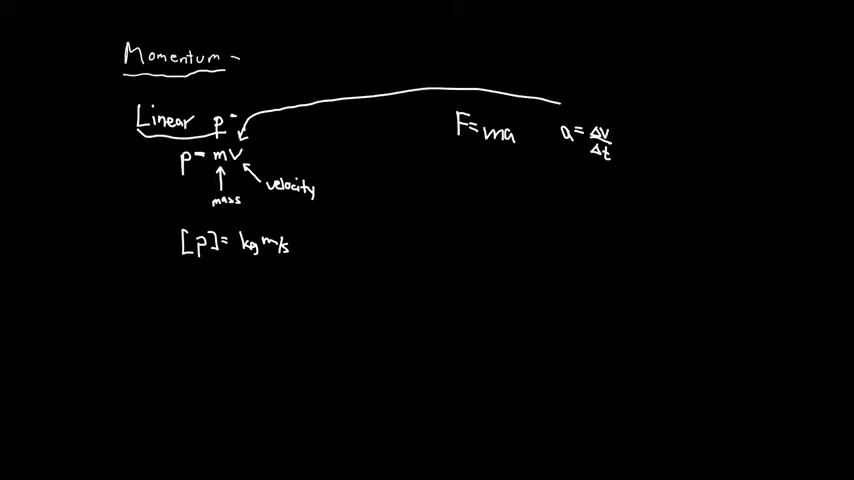 Momentum -
Linear p -
F = ma a = Δv/Δt
p = mv
mass velocity
[p] = kg m/s